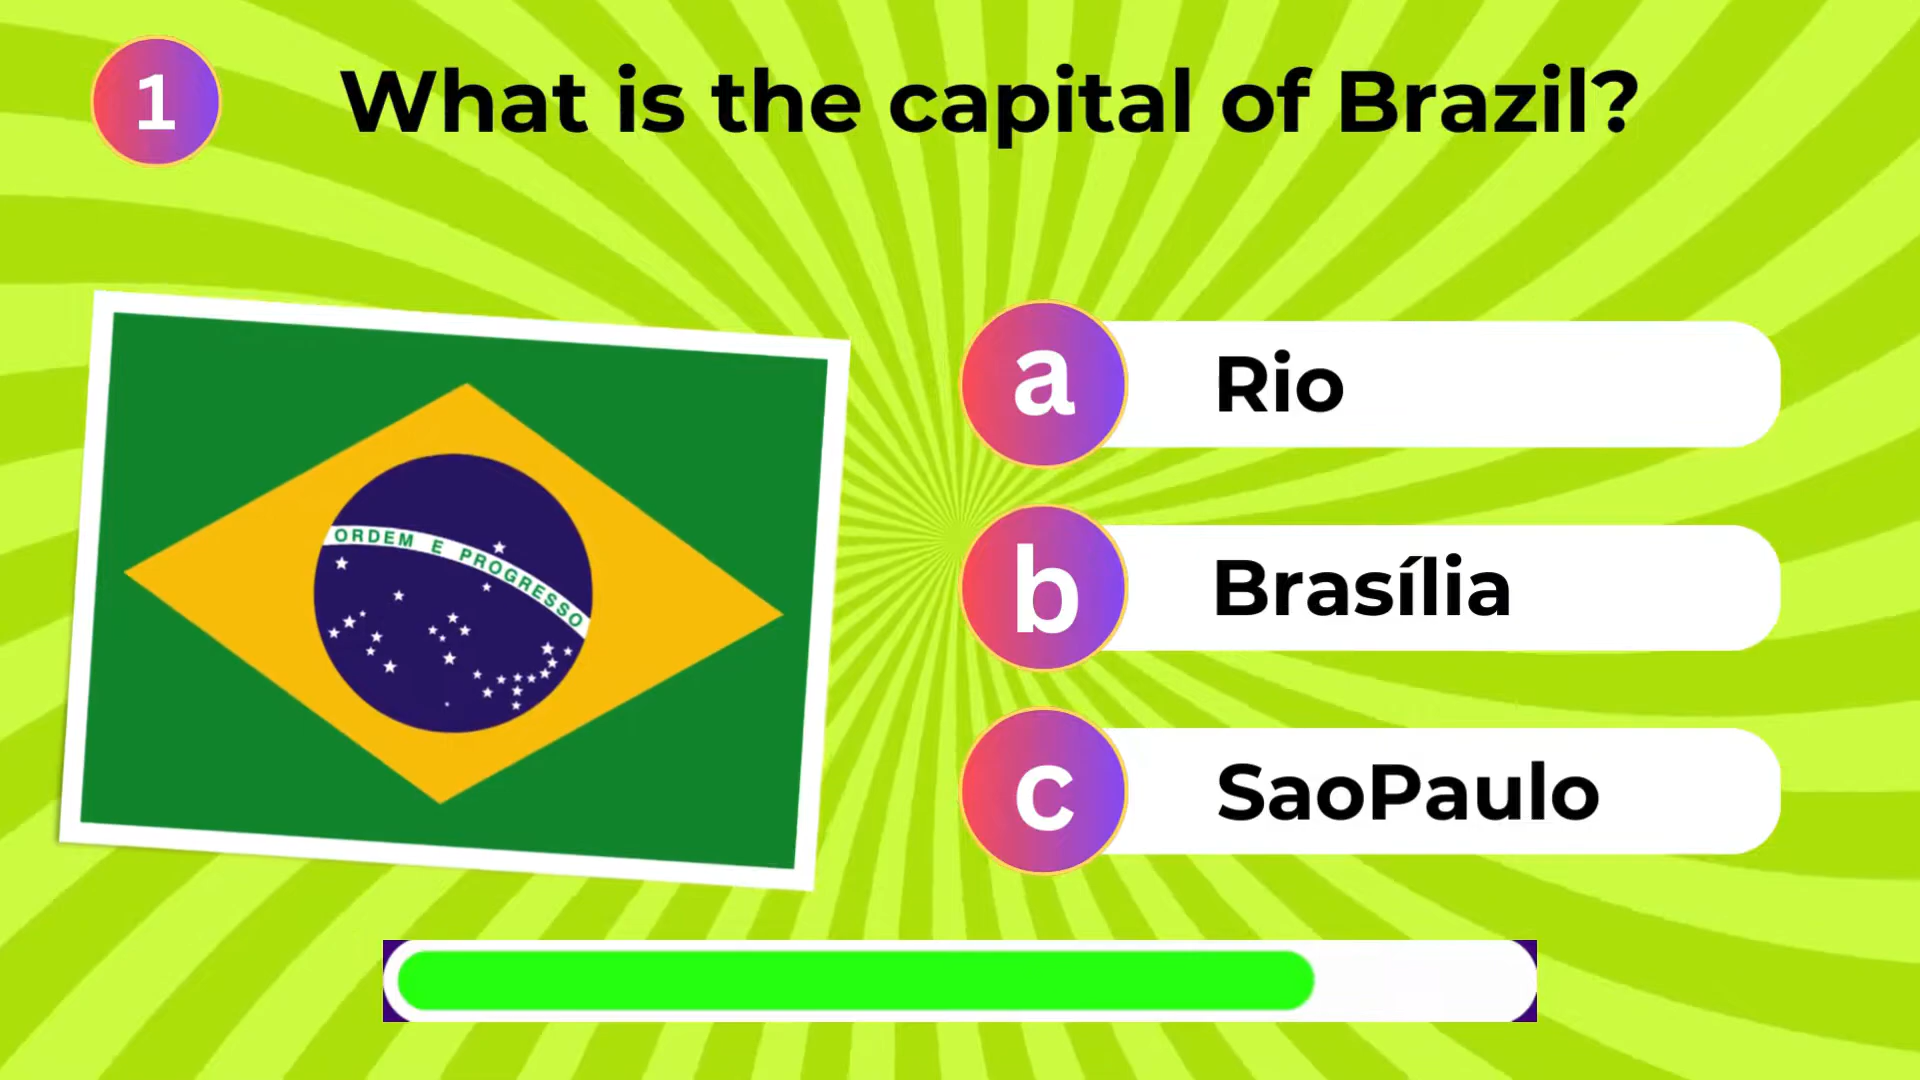 1
What is the capital of Brazil?
ORDEM E PROGRESSO
a
Rio
b
Brasília
c
SaoPaulo